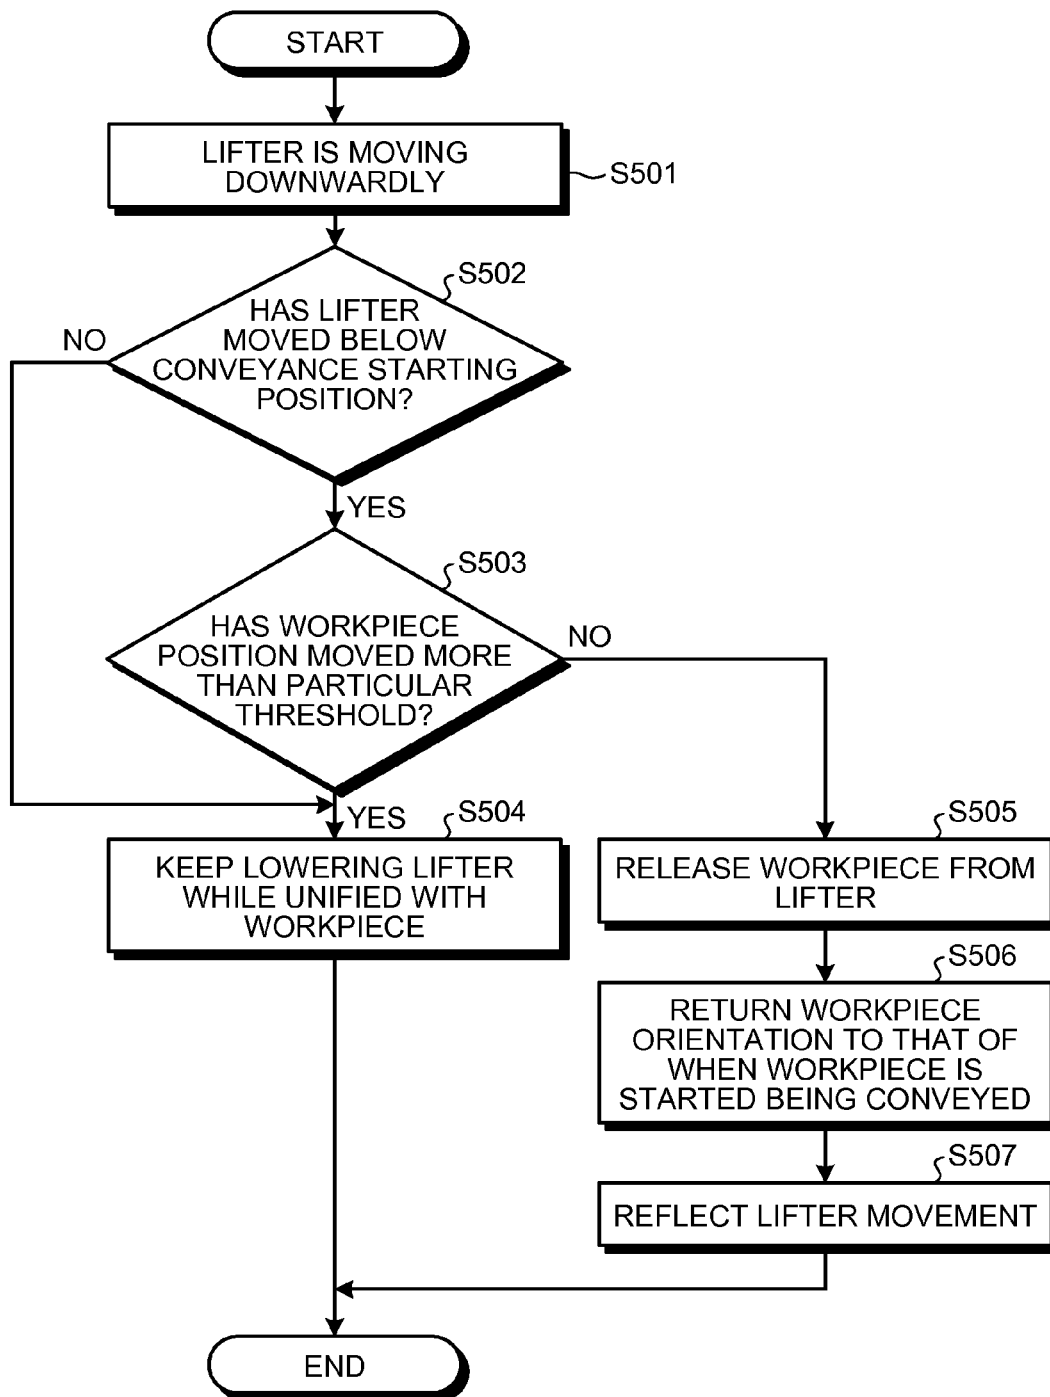 START
LIFTER IS MOVING
DOWNWARDLY
S501
S502
HAS LIFTER
MOVED BELOW
CONVEYANCE STARTING
POSITION?
NO
YES
S503
HAS WORKPIECE
POSITION MOVED MORE
THAN PARTICULAR
THRESHOLD?
NO
YES
S504
KEEP LOWERING LIFTER
WHILE UNIFIED WITH
WORKPIECE
S505
RELEASE WORKPIECE FROM
LIFTER
S506
RETURN WORKPIECE
ORIENTATION TO THAT OF
WHEN WORKPIECE IS
STARTED BEING CONVEYED
S507
REFLECT LIFTER MOVEMENT
END